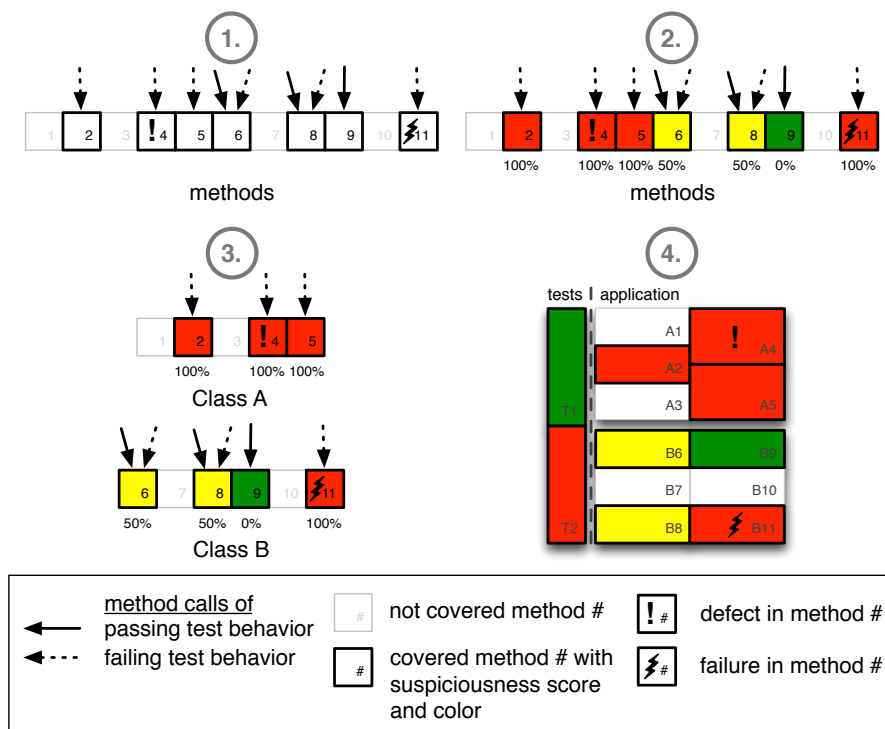 1.
1 2 3 ! 4 5 6 7 8 9 10 11
methods
2.
1 2 3 ! 4 5 6 7 8 9 10 11
100% 100% 100% 50% 50% 0% 100%
methods
3.
1 2 3 ! 4 5
100% 100% 100%
Class A
6 7 8 9 10 11
50% 50% 0% 100%
Class B
4.
tests application
A1
! A4
A2
A3
A5
T1
B6 B9
B7 B10
T2 B8 B11
method calls of
passing test behavior
failing test behavior
# not covered method #
# covered method # with
suspiciousness score
and color
! # defect in method #
# failure in method #